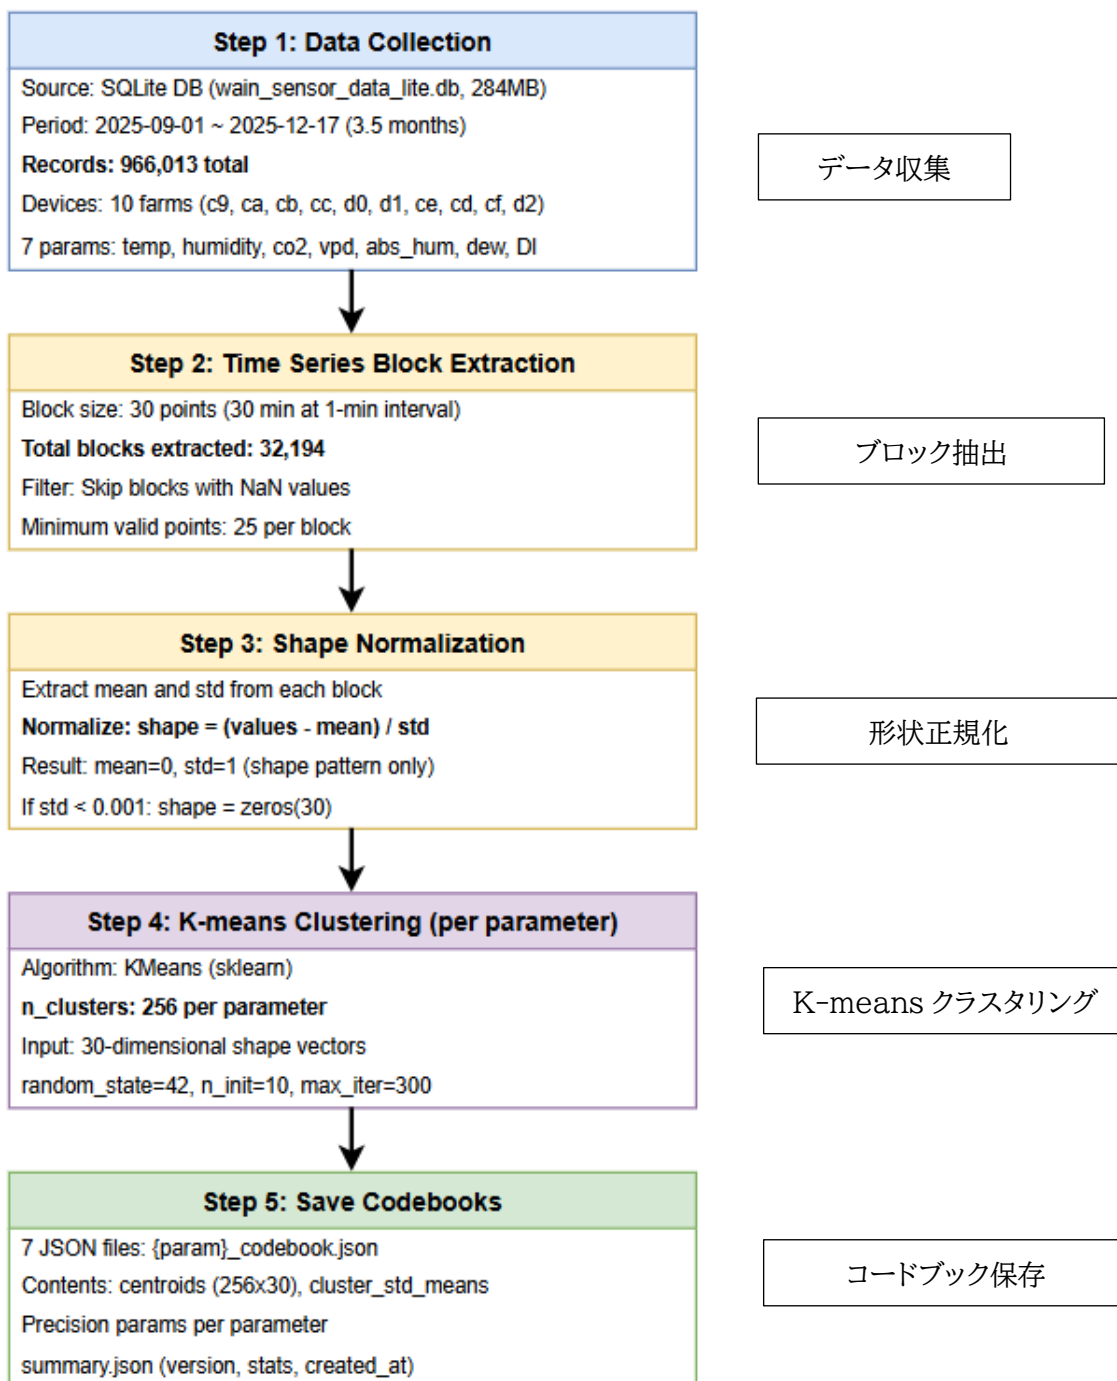 Step 1: Data Collection
Source: SQLite DB (wain_sensor_data_lite.db, 284MB)
Period: 2025-09-01 ~ 2025-12-17 (3.5 months)
Records: 966,013 total
Devices: 10 farms (c9, ca, cb, cc, d0, d1, ce, cd, cf, d2)
7 params: temp, humidity, co2, vpd, abs_hum, dew, DI
データ収集
Step 2: Time Series Block Extraction
Block size: 30 points (30 min at 1-min interval)
Total blocks extracted: 32,194
Filter: Skip blocks with NaN values
Minimum valid points: 25 per block
ブロック抽出
Step 3: Shape Normalization
Extract mean and std from each block
Normalize: shape = (values - mean) / std
Result: mean=0, std=1 (shape pattern only)
If std < 0.001: shape = zeros(30)
形状正規化
Step 4: K-means Clustering (per parameter)
Algorithm: KMeans (sklearn)
n_clusters: 256 per parameter
Input: 30-dimensional shape vectors
random_state=42, n_init=10, max_iter=300
K-means クラスタリング
Step 5: Save Codebooks
7 JSON files: {param}_codebook.json
Contents: centroids (256x30), cluster_std_means
Precision params per parameter
summary.json (version, stats, created_at)
コードブック保存